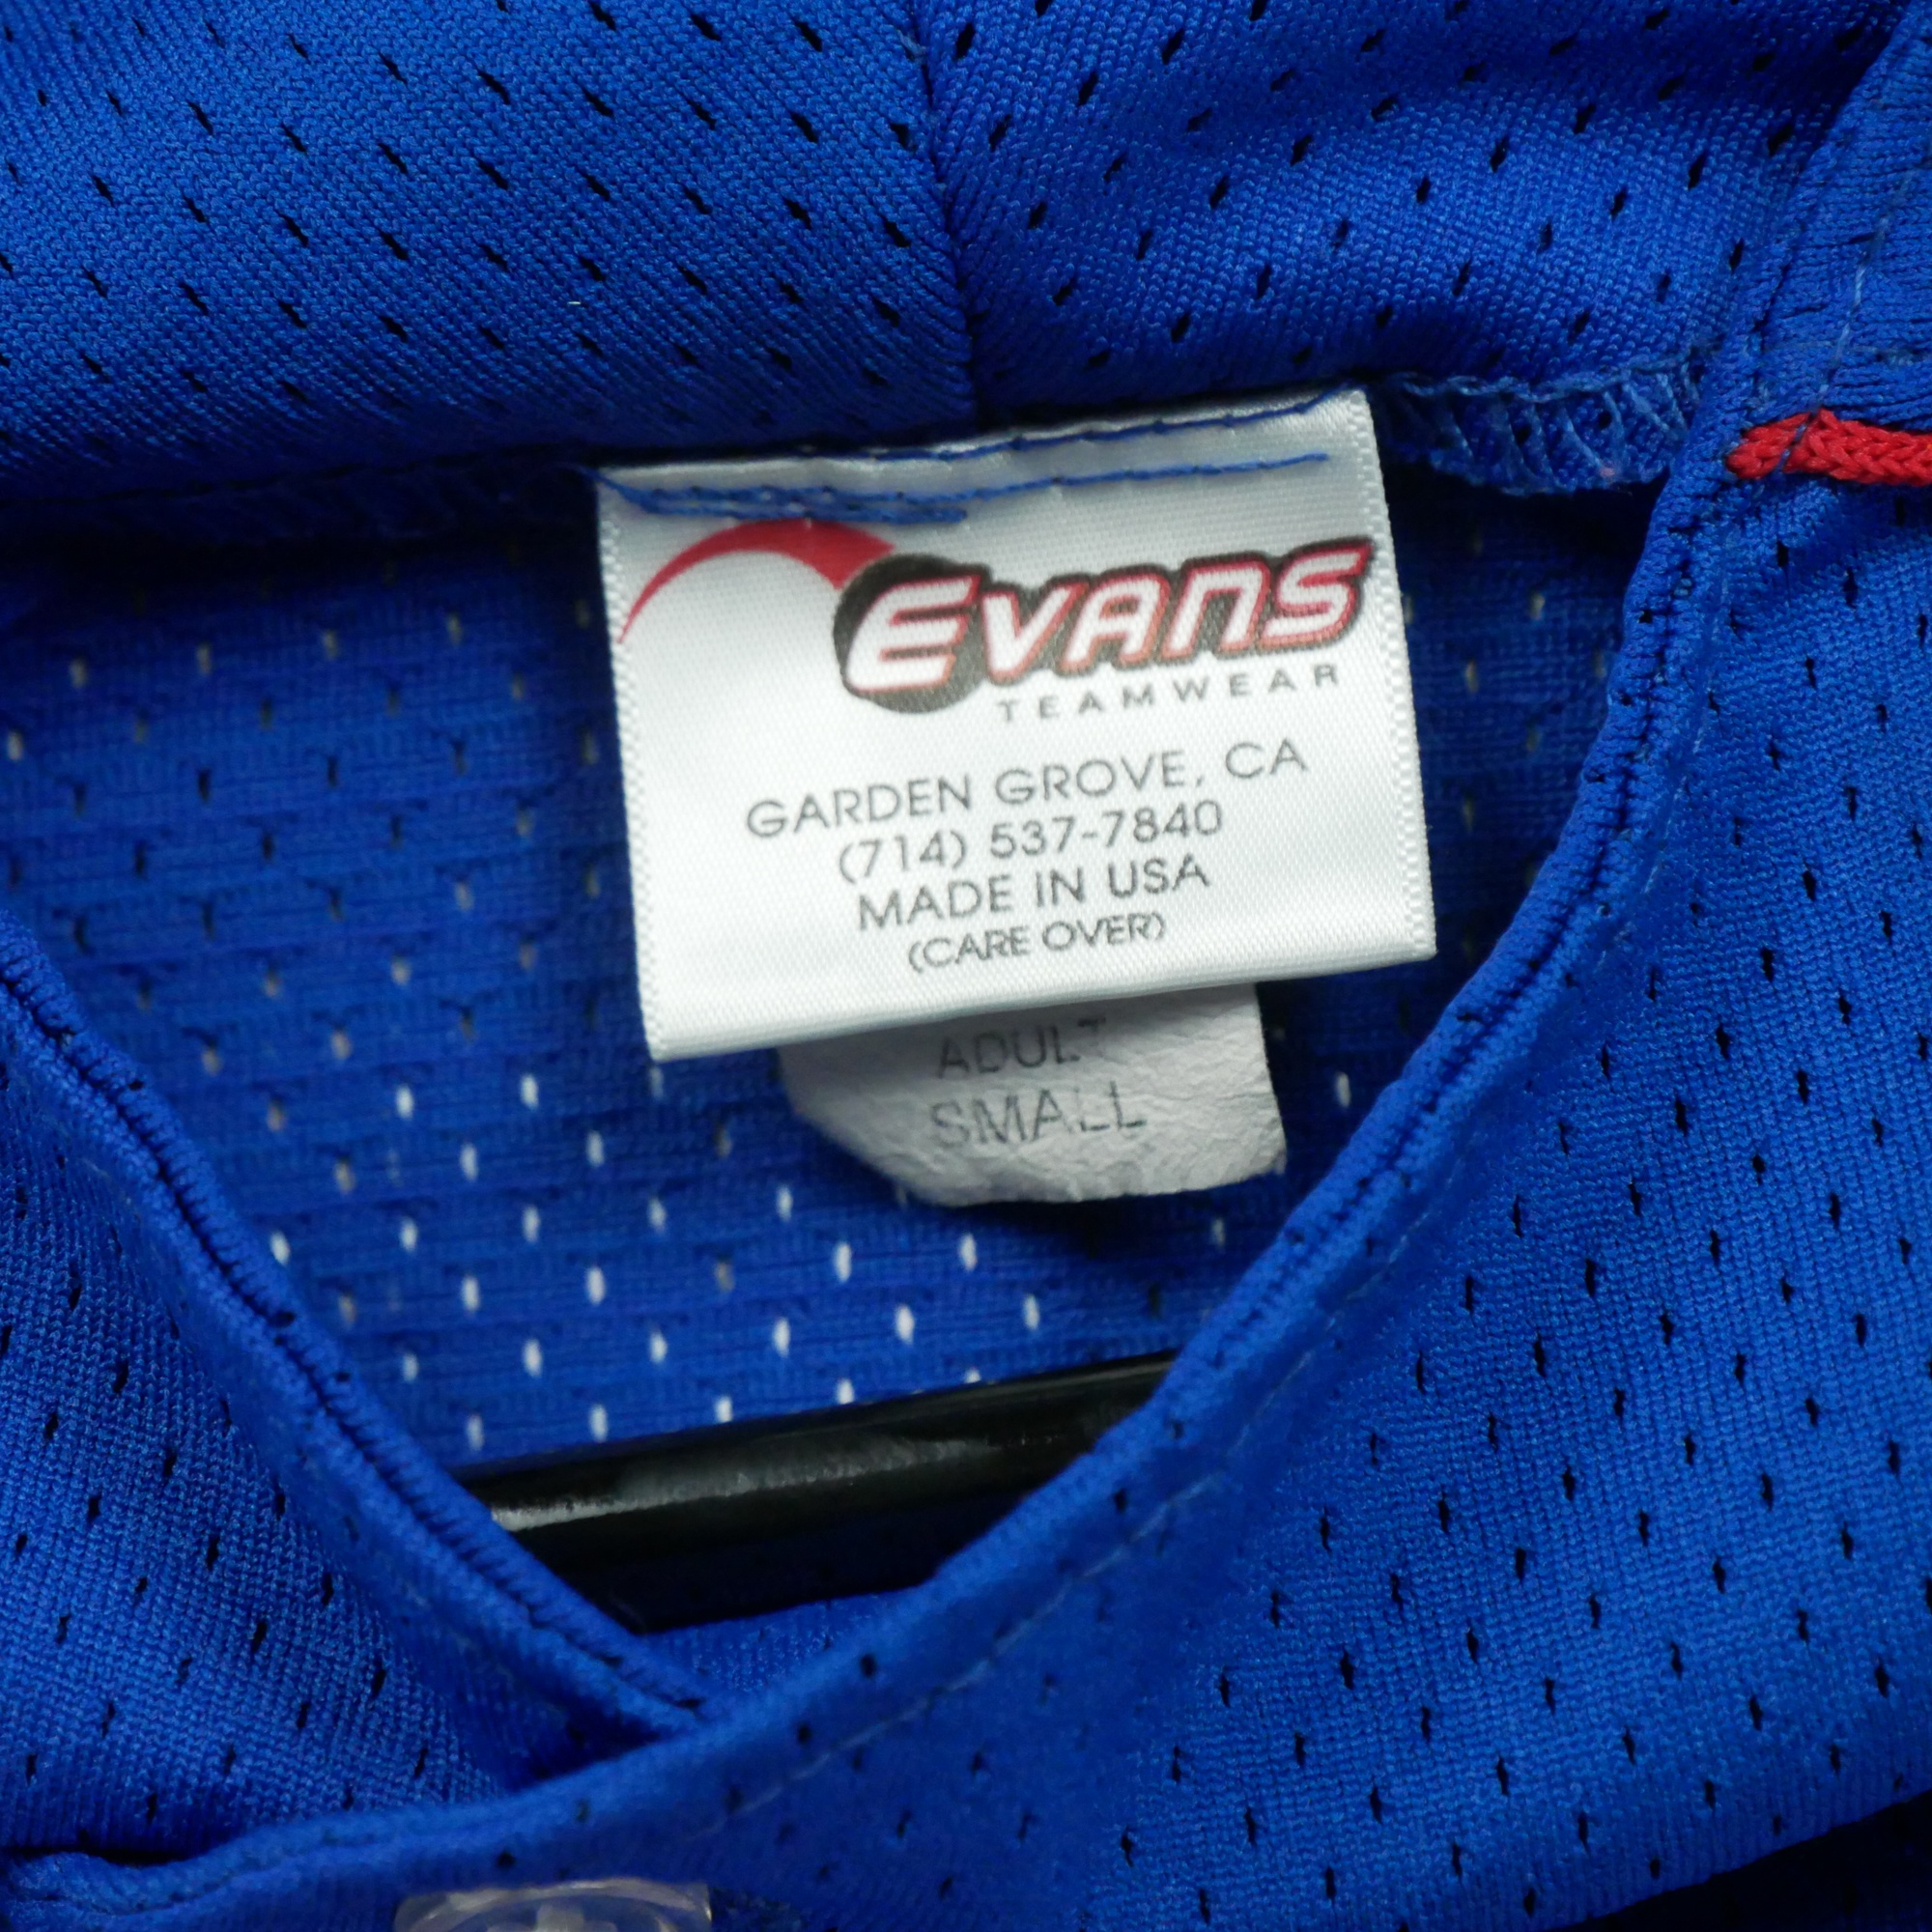 Evans
TEAMWEAR
GARDEN GROVE, CA
(714) 537-7840
MADE IN USA
(CARE OVER)
ADULT
SMALL